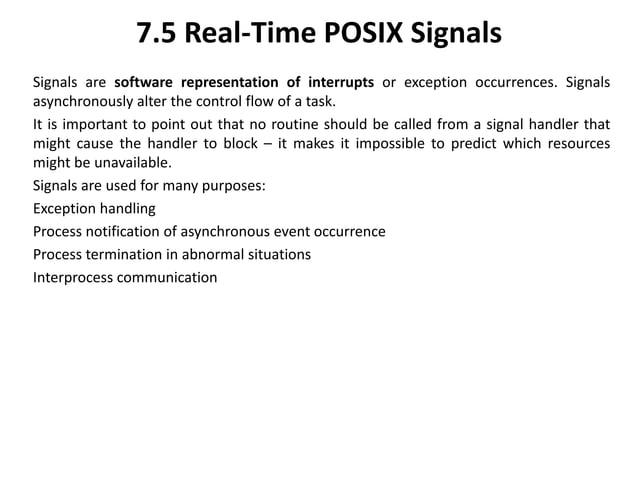 7.5 Real-Time POSIX Signals
Signals are software representation of interrupts or exception occurrences. Signals
asynchronously alter the control flow of a task.
It is important to point out that no routine should be called from a signal handler that
might cause the handler to block – it makes it impossible to predict which resources
might be unavailable.
Signals are used for many purposes:
Exception handling
Process notification of asynchronous event occurrence
Process termination in abnormal situations
Interprocess communication